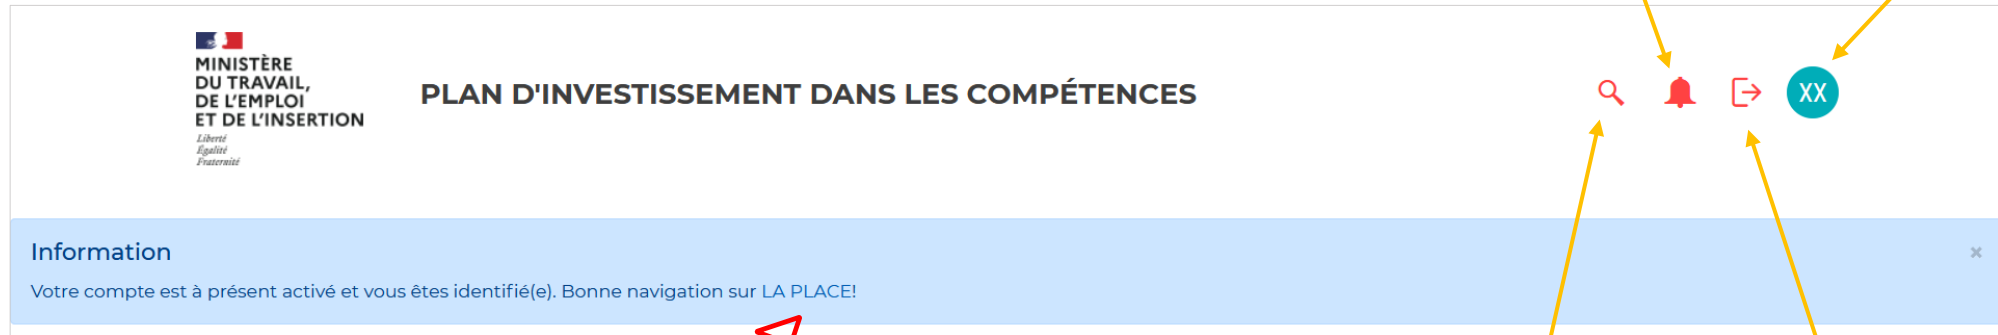 MINISTÈRE
DU TRAVAIL,
DE L'EMPLOI
ET DE L'INSERTION
Liberté
Égalité
Fraternité
PLAN D'INVESTISSEMENT DANS LES COMPÉTENCES
XX
Information
×
Votre compte est à présent activé et vous êtes identifié(e). Bonne navigation sur LA PLACE!